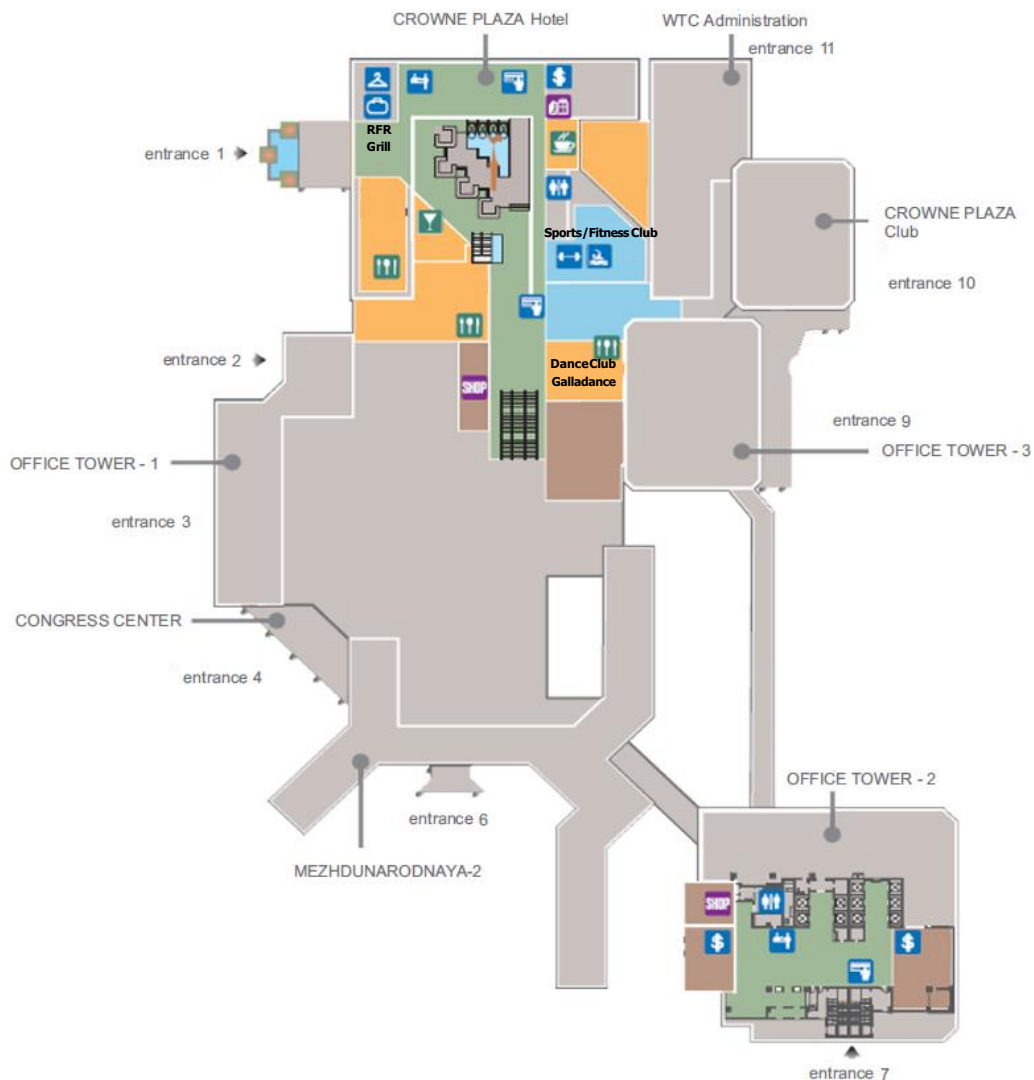 CROWNE PLAZA Hotel
WTC Administration
entrance 11
$
RFR
Grill
entrance 1
CROWNE PLAZA
Club
Sports/Fitness Club
entrance 10
entrance 2
DanceClub
Galladance
SHOP
entrance 9
OFFICE TOWER - 1
OFFICE TOWER - 3
entrance 3
CONGRESS CENTER
entrance 4
OFFICE TOWER - 2
entrance 6
MEZHDUNARODNAYA-2
SHOP
$
$
entrance 7